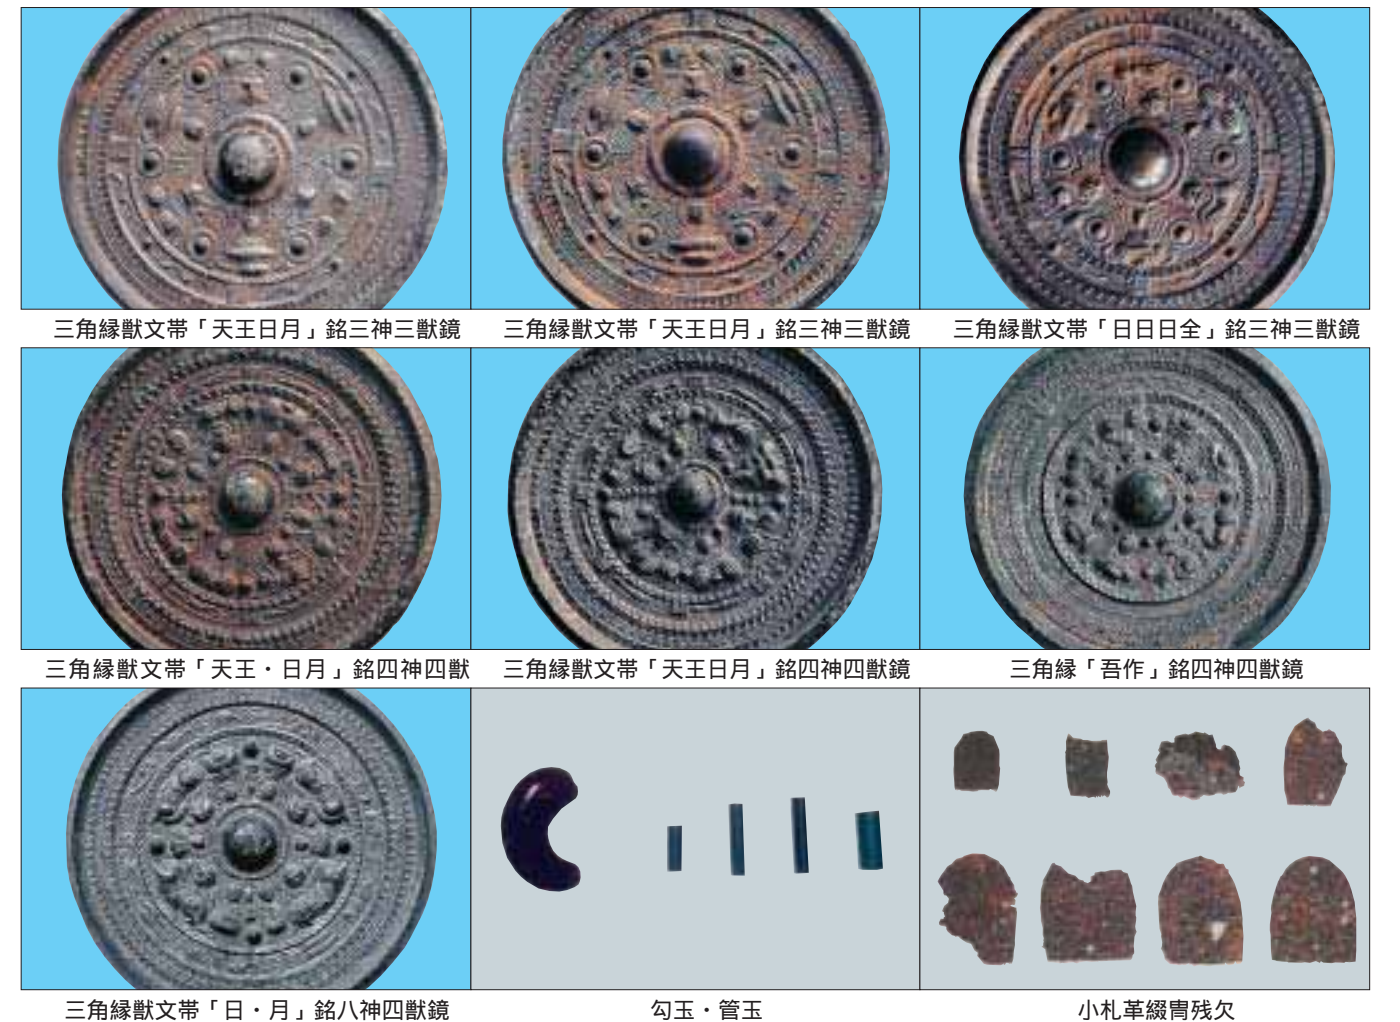 三角縁獣文帯「天王日月」銘三神三獣鏡
三角縁獣文帯「天王日月」銘三神三獣鏡
三角縁獣文帯「日日日全」銘三神三獣鏡
三角縁獣文帯「天王・日月」銘四神四獣
三角縁獣文帯「天王日月」銘四神四獣鏡
三角縁「吾作」銘四神四獣鏡
三角縁獣文帯「日・月」銘八神四獣鏡
勾玉・管玉
小札革綴冑残欠